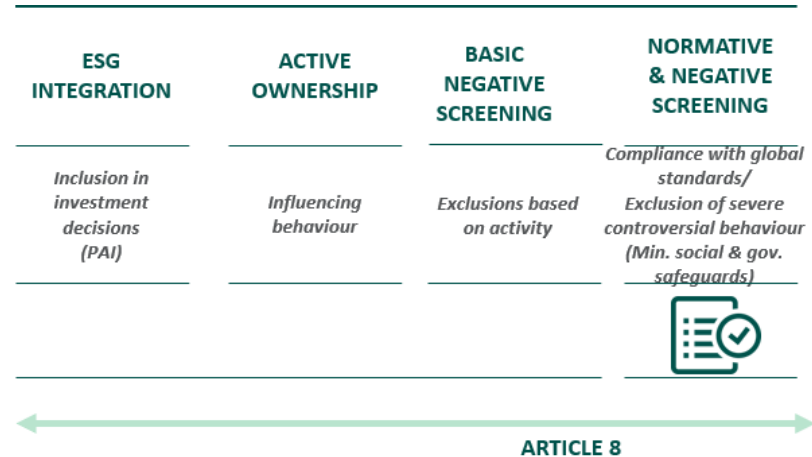 ESG
INTEGRATION
ACTIVE
OWNERSHIP
BASIC
NEGATIVE
SCREENING
NORMATIVE
& NEGATIVE
SCREENING
Inclusion in
investment
decisions
(PAI)
Influencing
behaviour
Exclusions based
on activity
Compliance with global
standards/
Exclusion of severe
controversial behaviour
(Min. social & gov.
safeguards)
ARTICLE 8